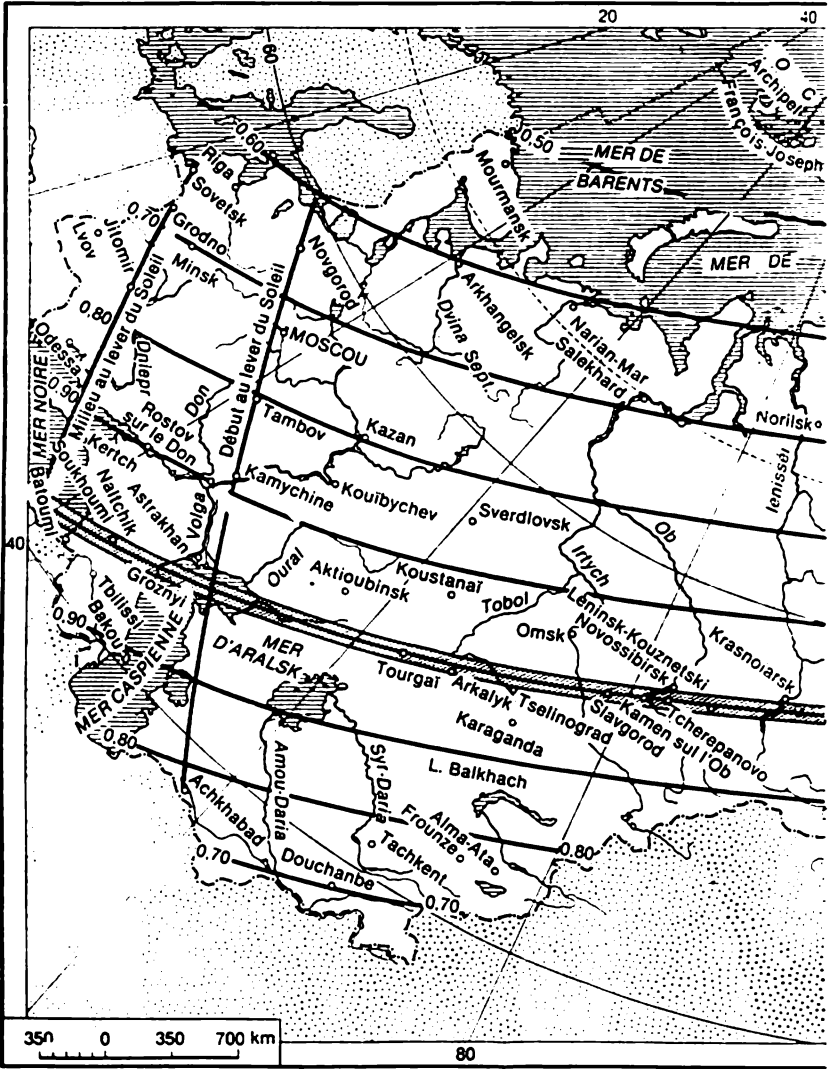 20
40
60
O C
Archipel
François Joseph
0.60
0,50
MER DE
BARENTS
Riga
Sovetsk
Mourmansk
0.70
Grodno
Lvov
Jitomir
Minsk
Novgorod
MER DE
Arkhangelsk
Dvina Sept.
Narian-Mar
Salekhard
Milieu au lever du Soleil
Début au lever du Soleil
0.80
Odessa
Dniepr
MOSCOU
MER NOIRE
0.90
Rostov
sur le Don
Don
Tambov
Kazan
Norilsk
Ienisséi
Kertch
Soukhoumi
Batoumi
Naltchik
Astrakhan
Volga
Kamychine
Kouïbychev
Sverdlovsk
Ob
Irtych
40
Groznyi
Oural
Aktioubinsk
Koustanaï
Tobol
Omsk
Leninsk-Kouznetski
Novossibirsk
Krasnoïarsk
Tbilissi
Bakou
0.90
MER CASPIENNE
MER
D'ARALSK
Tourgaï
Arkalyk
Tselinograd
Karaganda
Slavgorod
Kamen sul l'Ob
Tcherepanovo
0.80
L. Balkhach
Amou-Daria
Syr-Daria
Achkhabad
Frounze
Alma-Ata
Tachkent
0.80
0.70
Douchanbe
0.70
350 0 350 700 km
80